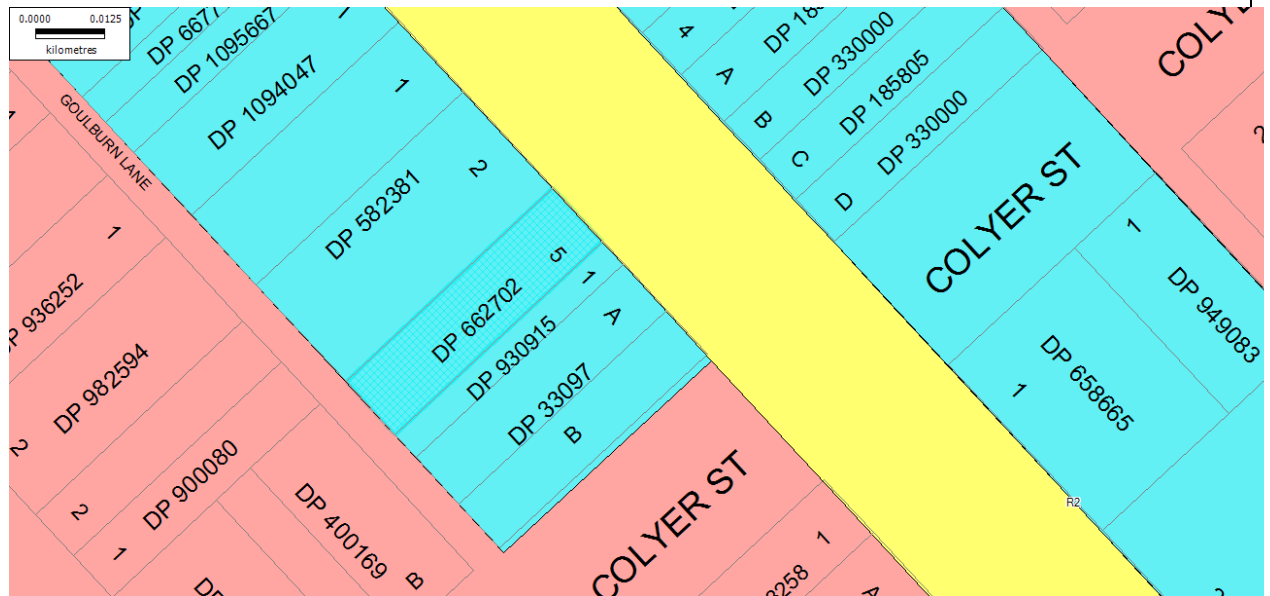 0.0000 0.0125
kilometres
DP 6677
DP 1095667
1
DP 1094047
1
GOULBURN LANE
DP 582381
2
DP 662702
5
DP 930915
1
DP 33097
A
B
4
A
DP 330000
B
DP 185805
C
DP 330000
D
COLYER ST
1
DP 949083
DP 658665
1
R2
2
1
DP 936252
DP 982594
2
2
DP 900080
1
DP 400169
B
COLYER ST
1
A